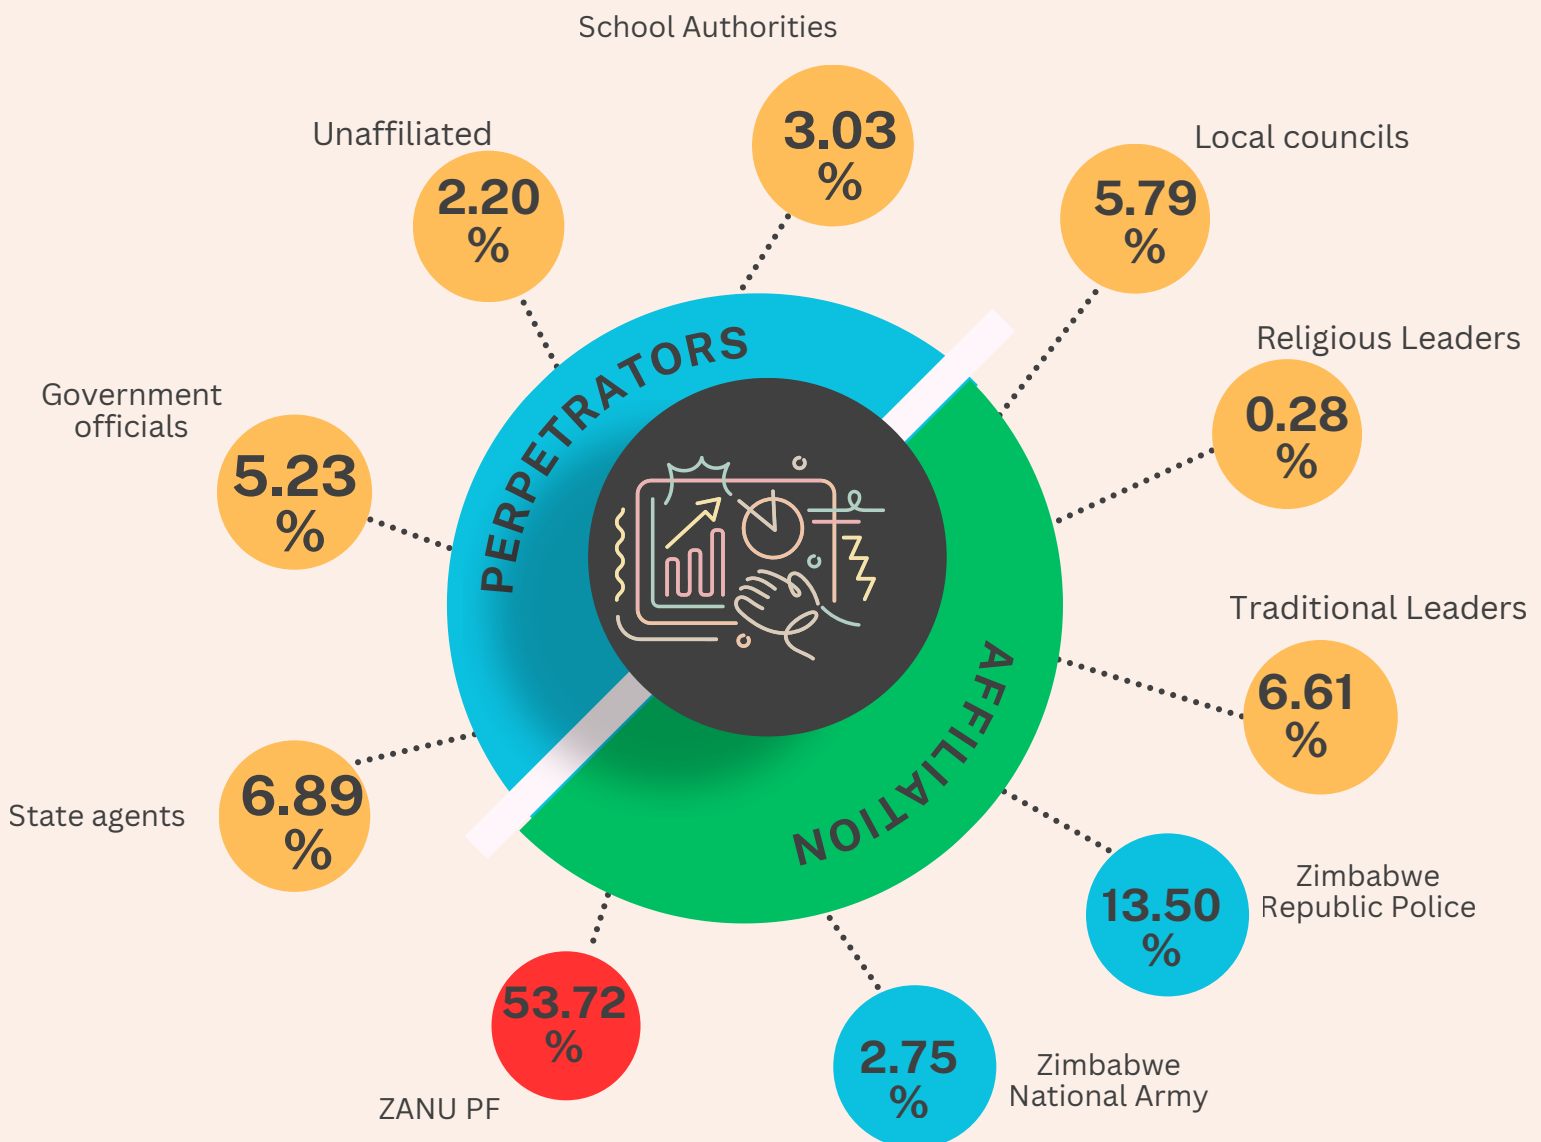 School Authorities
3.03
%
Unaffiliated
2.20
%
Local councils
5.79
%
Religious Leaders
0.28
%
Government
officials
5.23
%
PERPETRATORS
Traditional Leaders
6.61
%
AFFILIATION
State agents
6.89
%
Zimbabwe
Republic Police
13.50
%
53.72
%
ZANU PF
2.75
%
Zimbabwe
National Army